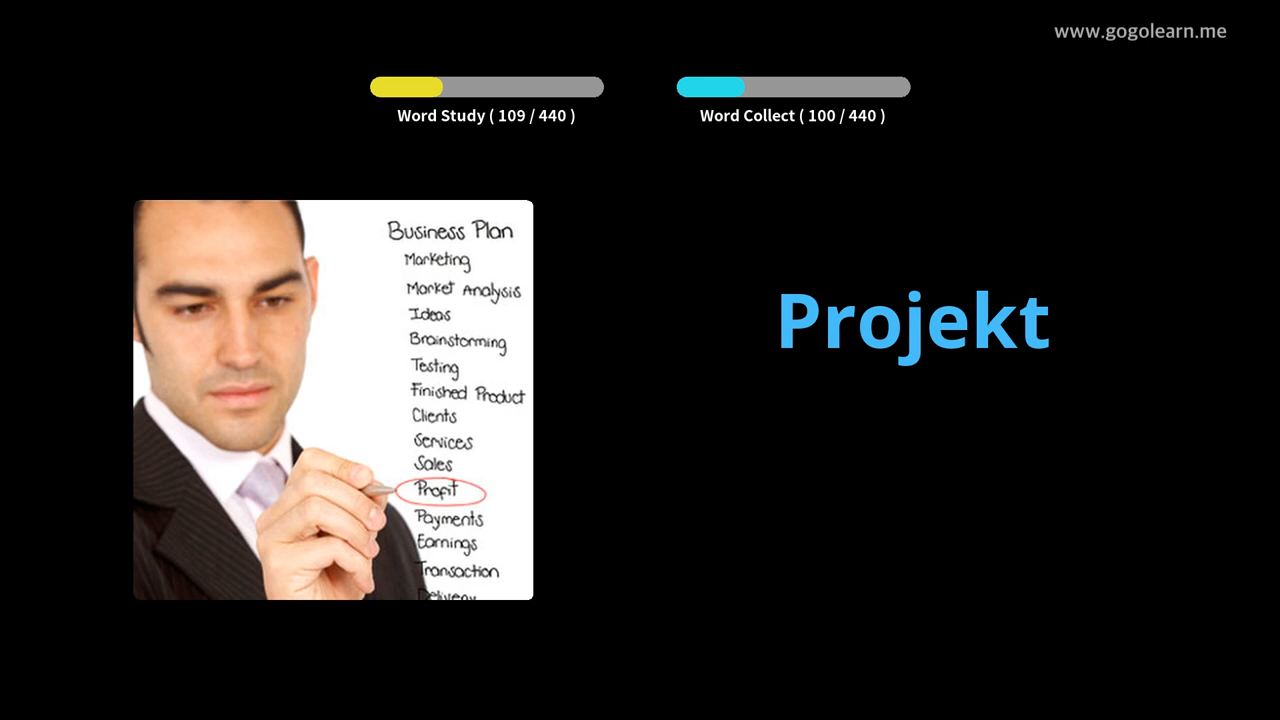 www.gogolearn.me
Word Study ( 109 / 440 )
Word Collect ( 100 / 440 )
Business Plan
Marketing
Market Analysis
Ideas
Brainstorming
Testing
Finished Product
Clients
Services
Sales
Profit
Payments
Earnings
Transaction
Delivery
Projekt